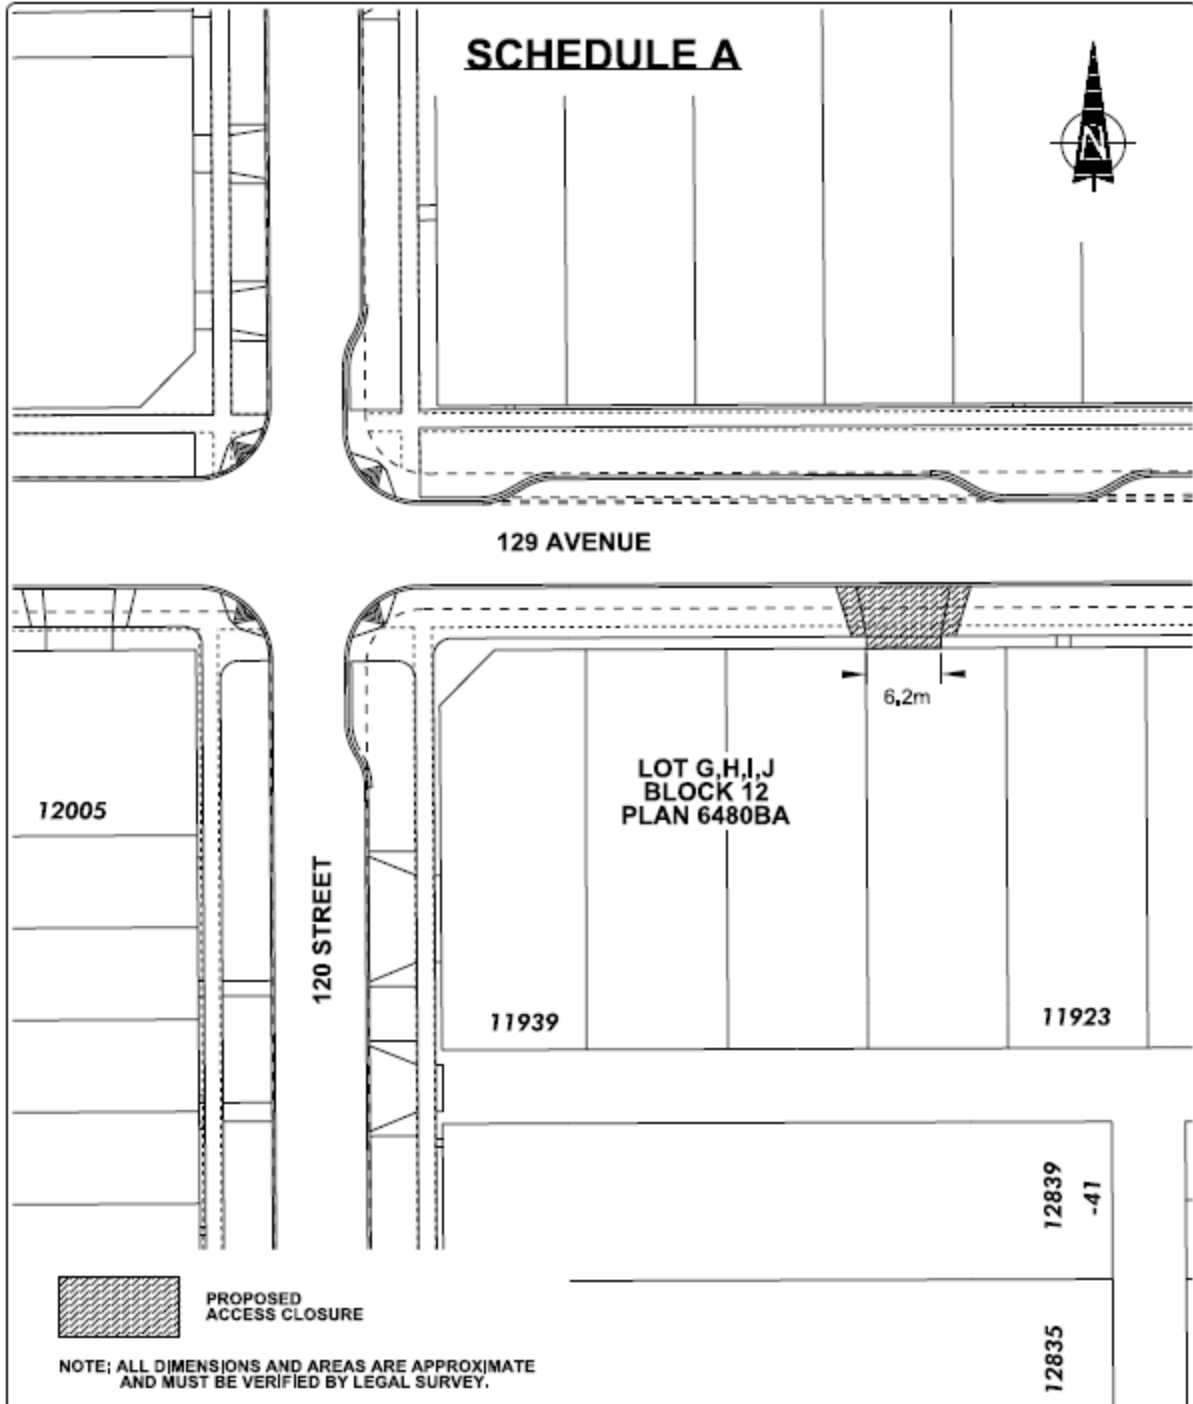 SCHEDULE A
N
129 AVENUE
6.2m
LOT G,H,I,J
BLOCK 12
PLAN 6480BA
12005
120 STREET
11939
11923
12839
-41
12835
PROPOSED
ACCESS CLOSURE
NOTE: ALL DIMENSIONS AND AREAS ARE APPROXIMATE
AND MUST BE VERIFIED BY LEGAL SURVEY.